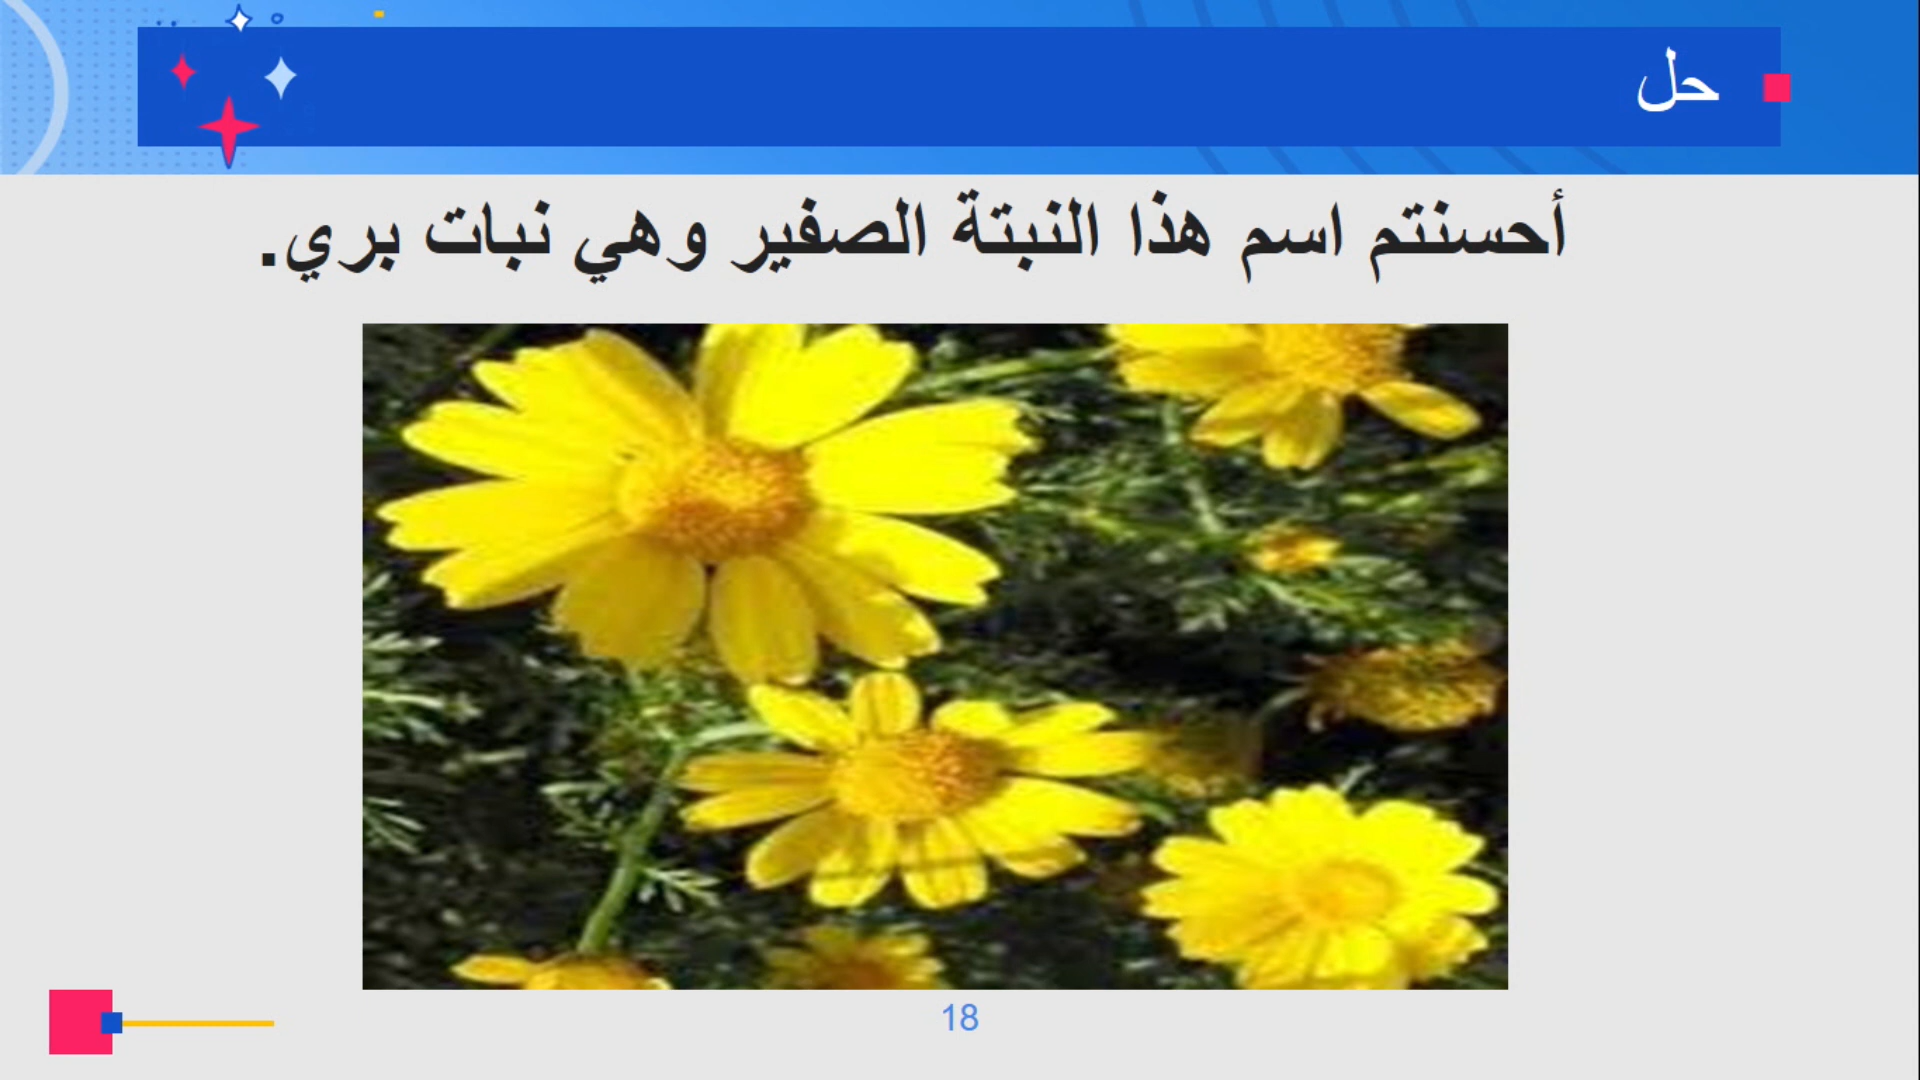 حل
أحسنتم اسم هذا النبتة الصفير وهي نبات بري.
18